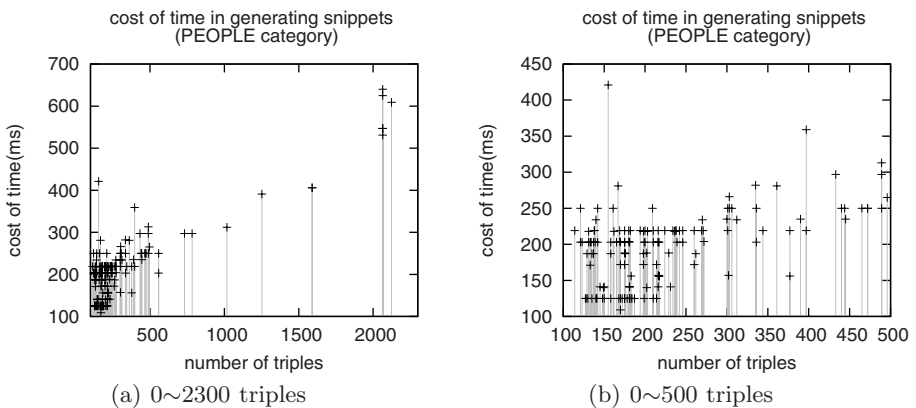 cost of time in generating snippets
(PEOPLE category)
700
600
500
400
300
200
100
cost of time(ms)
500
1000
1500
2000
number of triples
(a) 0~2300 triples
cost of time in generating snippets
(PEOPLE category)
450
400
350
300
250
200
150
100
cost of time(ms)
100
150
200
250
300
350
400
450
500
number of triples
(b) 0~500 triples